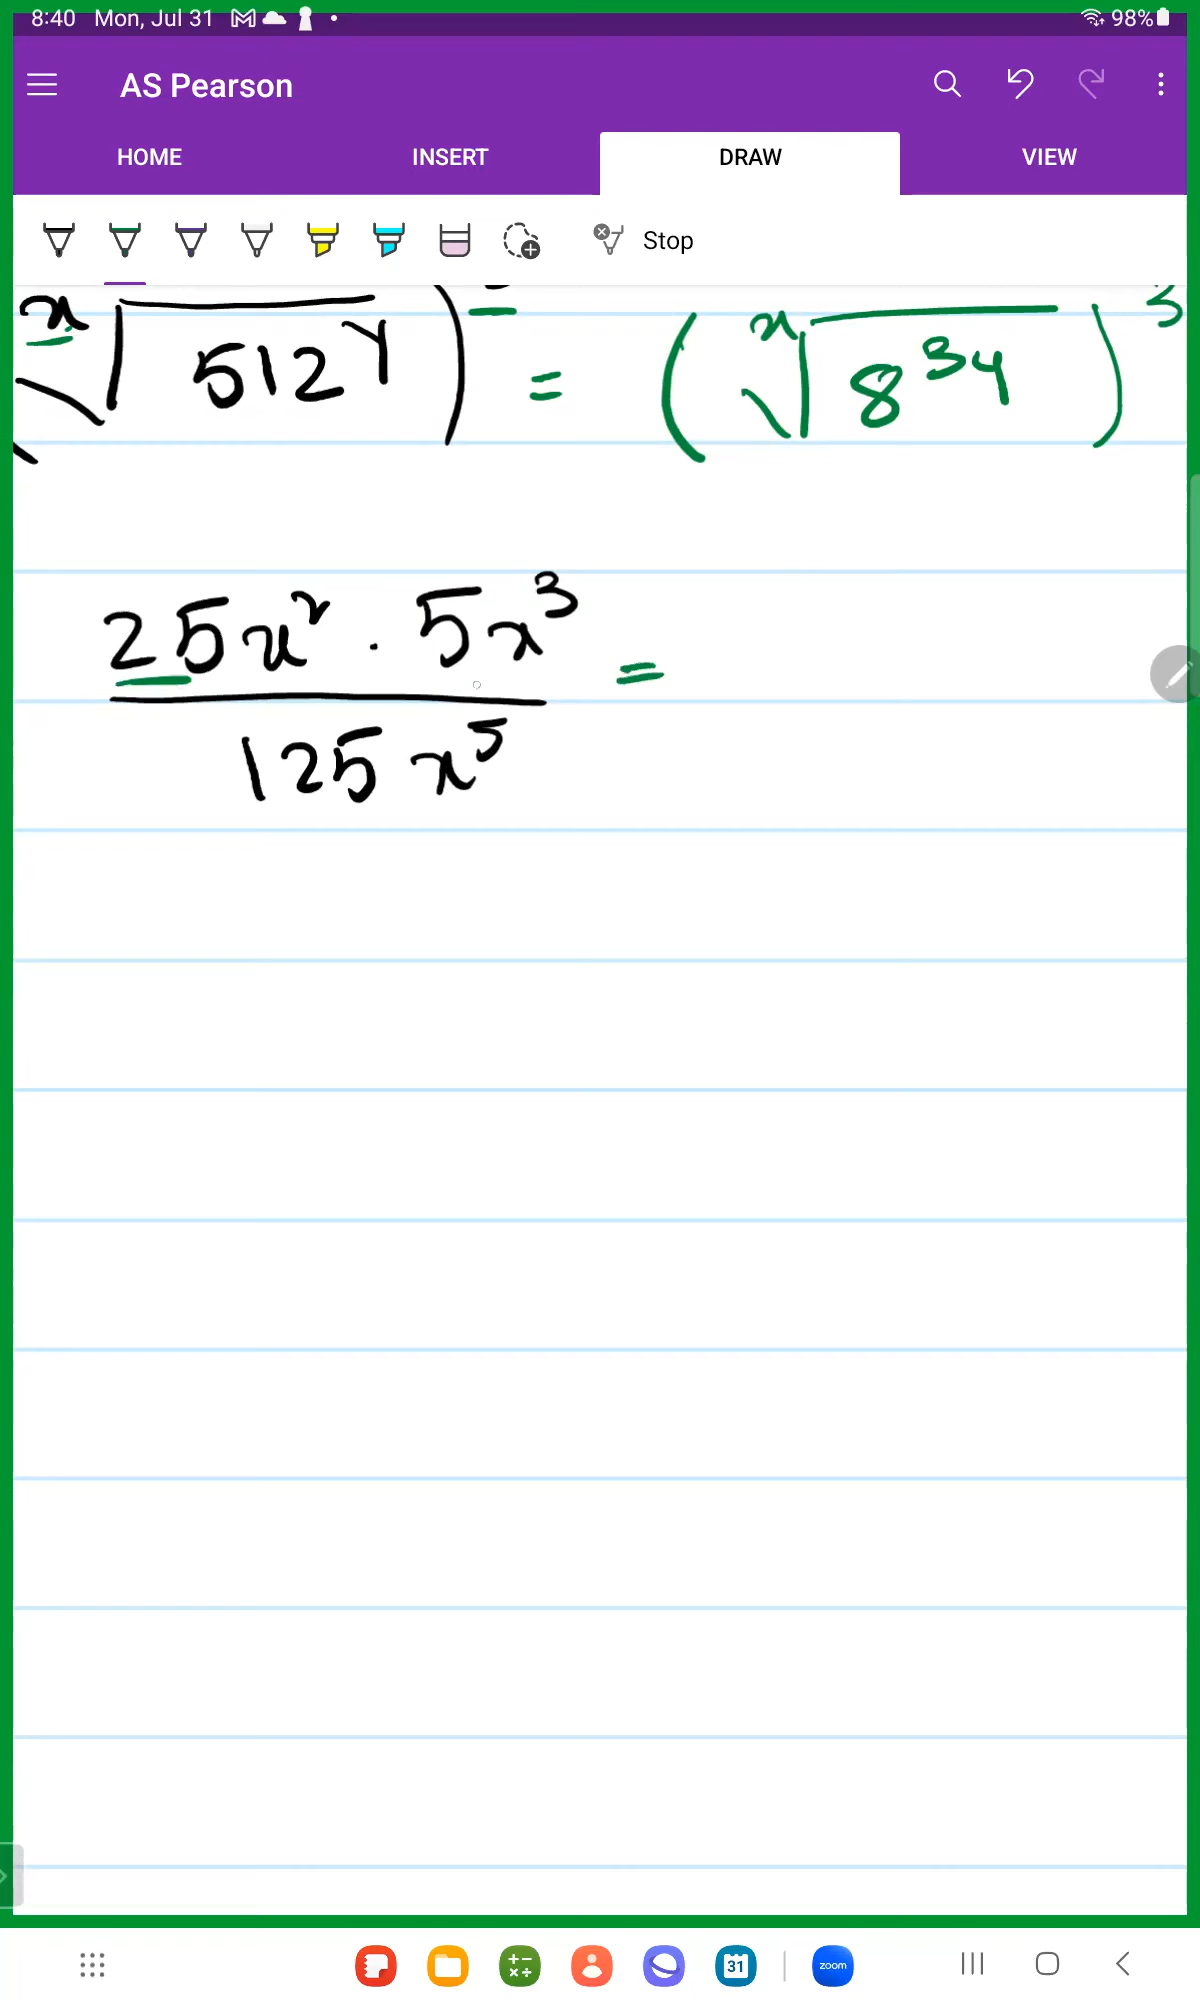 8:40 Mon, Jul 31 98%
AS Pearson
HOME INSERT DRAW VIEW
Stop
(ˣ√512^y) = (ˣ√8^3y)^3
25x² · 5x³ =
125x⁵
31 zoom